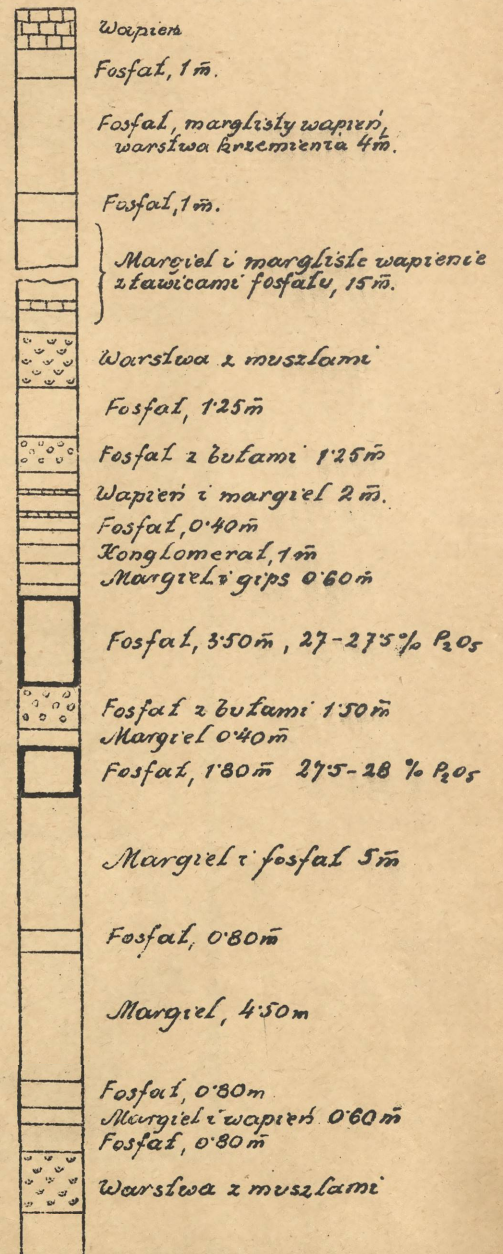 Wapień
Fosfat, 1 m.
Fosfat, marglisty wapień,
warstwa krzemienia 4m.
Fosfat, 1 m.
Margiel i margliste wapienie
z ławicami fosfatu, 15 m.
Warstwa z muszlami
Fosfat, 1·25 m
Fosfat z bułami 1·25 m
Wapień i margiel 2 m.
Fosfat, 0·40 m
Konglomerat, 1 m
Margiel i gips 0·60 m
Fosfat, 3·50 m, 27-27·5% P₂O₅
Fosfat z bułami 1·50 m
Margiel 0·40 m
Fosfat, 1·80 m 27·5-28 % P₂O₅
Margiel i fosfat 5 m
Fosfat, 0·80 m
Margiel, 4·50 m
Fosfat, 0·80 m
Margiel i wapień 0·60 m
Fosfat, 0·80 m
Warstwa z muszlami